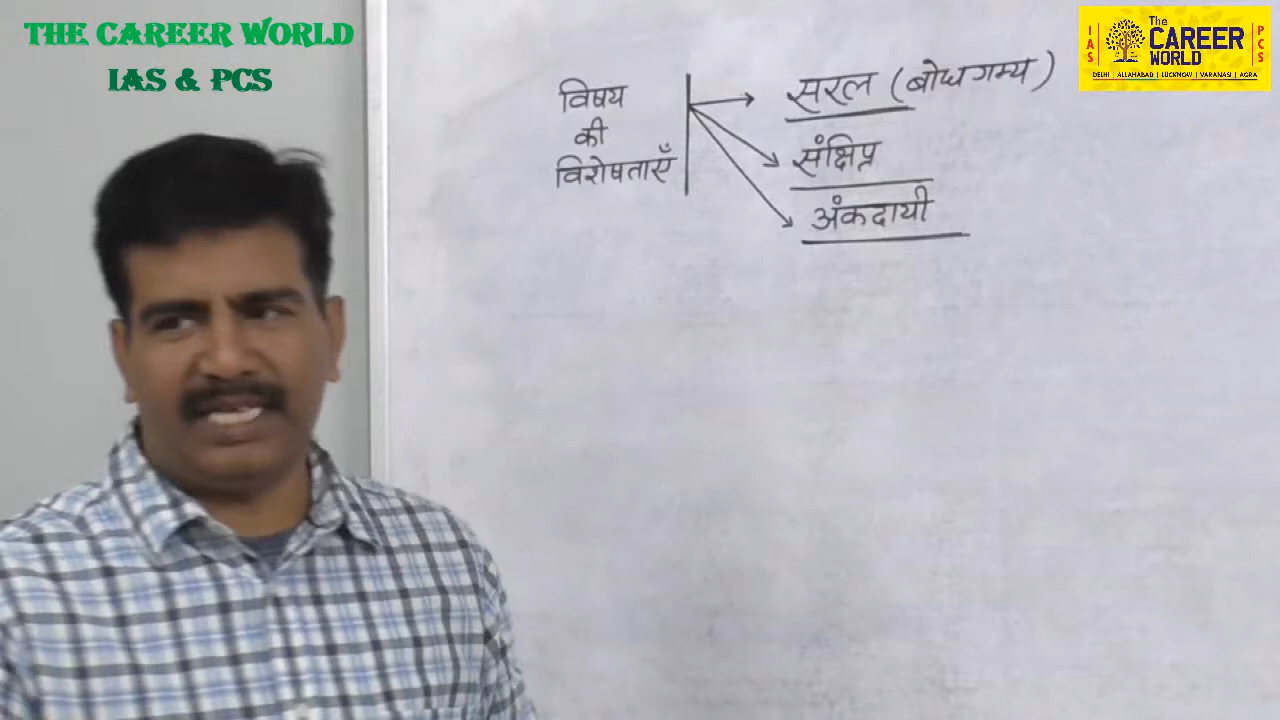 THE CAREER WORLD
IAS & PCS
The
CAREER
WORLD
IAS
PCS
DELHI | ALLAHABAD | LUCKNOW | VARANASI | AGRA
विषय
की
विशेषताएँ
सरल (बोधगम्य)
संक्षिप्त
अंकदायी